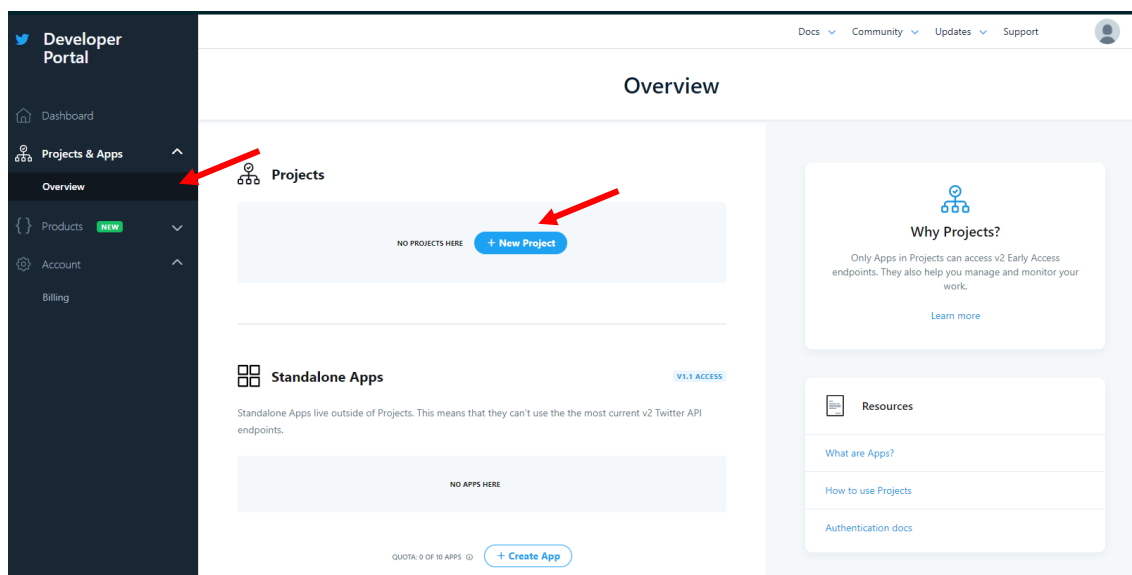 Developer
Portal
Docs Community Updates Support
Overview
Dashboard
Projects & Apps
Overview
Products NEW
Account
Billing
Projects
NO PROJECTS HERE + New Project
Standalone Apps V1.1 ACCESS
Standalone Apps live outside of Projects. This means that they can't use the the most current v2 Twitter API
endpoints.
NO APPS HERE
QUOTA: 0 OF 10 APPS + Create App
Why Projects?
Only Apps in Projects can access v2 Early Access
endpoints. They also help you manage and monitor your
work.
Learn more
Resources
What are Apps?
How to use Projects
Authentication docs